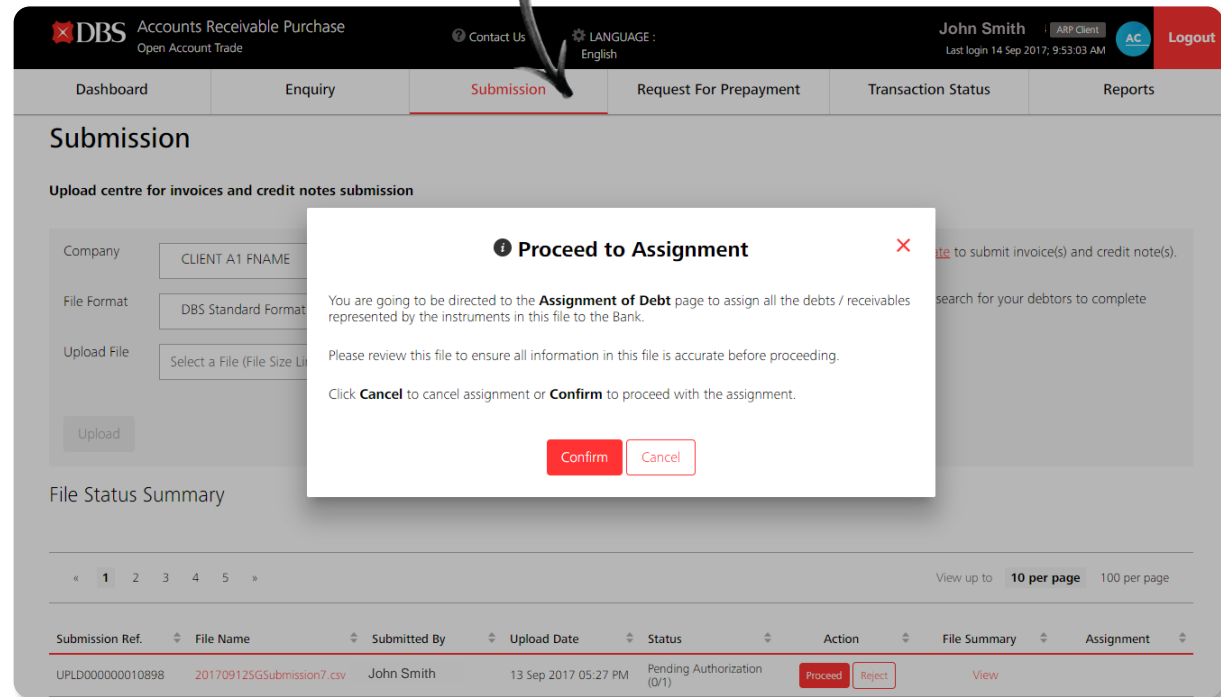 DBS Accounts Receivable Purchase
Open Account Trade
Contact Us
LANGUAGE :
English
John Smith
ARP Client
Last login 14 Sep 2017; 9:53:03 AM
AC
Logout
Dashboard Enquiry Submission Request For Prepayment Transaction Status Reports
Submission
Upload centre for invoices and credit notes submission
Company CLIENT A1 FNAME
to submit invoice(s) and credit note(s).
File Format DBS Standard Format
search for your debtors to complete
Upload File Select a File (File Size
Upload
Proceed to Assignment
You are going to be directed to the Assignment of Debt page to assign all the debts / receivables
represented by the instruments in this file to the Bank.
Please review this file to ensure all information in this file is accurate before proceeding.
Click Cancel to cancel assignment or Confirm to proceed with the assignment.
Confirm Cancel
File Status Summary
« 1 2 3 4 5 »
View up to 10 per page 100 per page
Submission Ref. File Name Submitted By Upload Date Status Action File Summary Assignment
UPLD000000010898 20170912SGSubmission7.csv John Smith 13 Sep 2017 05:27 PM Pending Authorization
(0/1)
Proceed Reject View